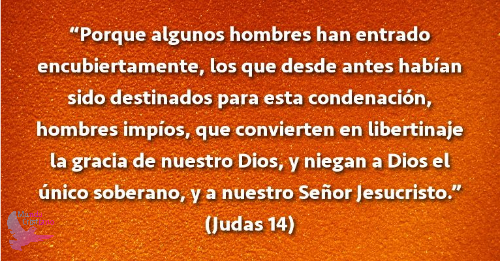 “Porque algunos hombres han entrado
encubiertamente, los que desde antes habían
sido destinados para esta condenación,
hombres impíos, que convierten en libertinaje
la gracia de nuestro Dios, y niegan a Dios el
único soberano, y a nuestro Señor Jesucristo.”
(Judas 14)